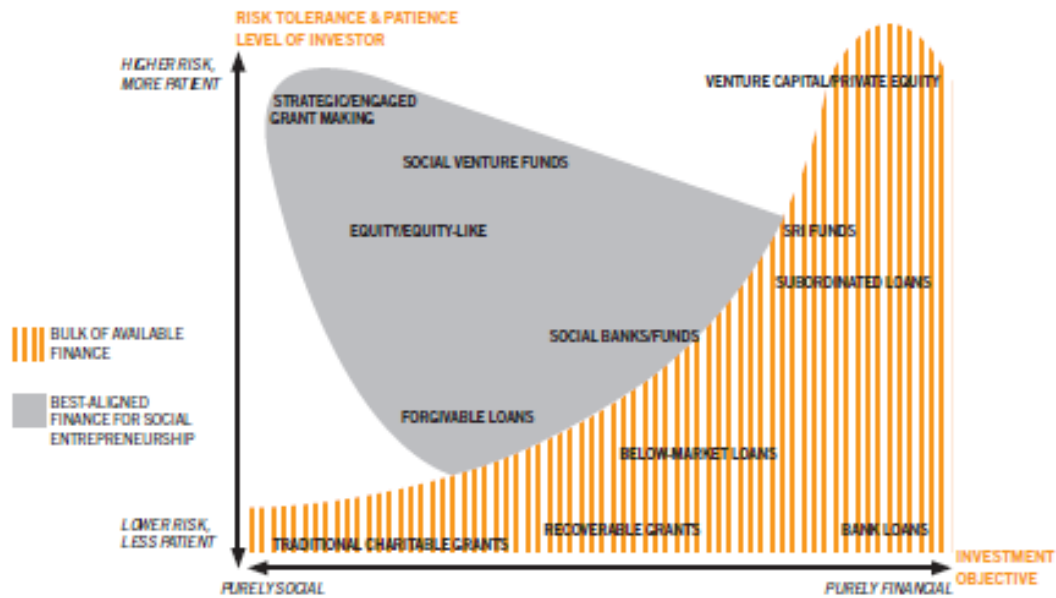 RISK TOLERANCE & PATIENCE
LEVEL OF INVESTOR
HIGHER RISK,
MORE PATIENT
VENTURE CAPITAL/PRIVATE EQUITY
STRATEGIC/ENGAGED
GRANT MAKING
SOCIAL VENTURE FUNDS
EQUITY/EQUITY-LIKE
SRI FUNDS
SUBORDINATED LOANS
BULK OF AVAILABLE
FINANCE
SOCIAL BANKS/FUNDS
BEST-ALIGNED
FINANCE FOR SOCIAL
ENTREPRENEURSHIP
FORGIVABLE LOANS
BELOW-MARKET LOANS
LOWER RISK,
LESS PATIENT
RECOVERABLE GRANTS
BANK LOANS
TRADITIONAL CHARITABLE GRANTS
INVESTMENT
OBJECTIVE
PURELY SOCIAL
PURELY FINANCIAL